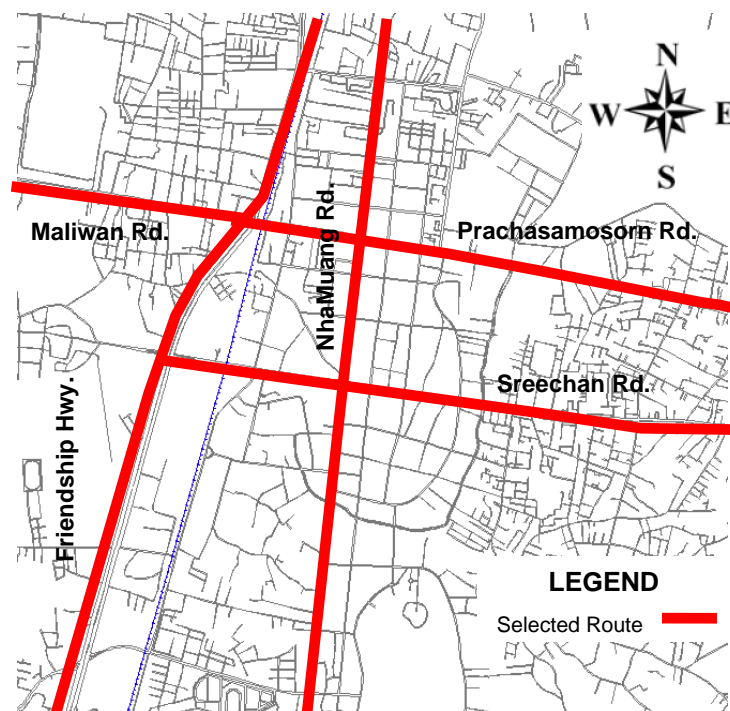 N
W E
S
Maliwan Rd.
NhaMuang Rd.
Prachasamosorn Rd.
Sreechan Rd.
Friendship Hwy.
LEGEND
Selected Route